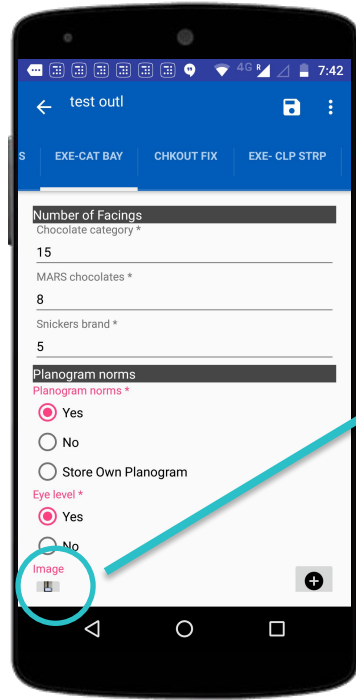 4G R 7:42
test outl
S EXE-CAT BAY CHKOUT FIX EXE- CLP STRP
Number of Facings
Chocolate category *
15
MARS chocolates *
8
Snickers brand *
5
Planogram norms
Planogram norms *
Yes
No
Store Own Planogram
Eye level *
Yes
No
Image